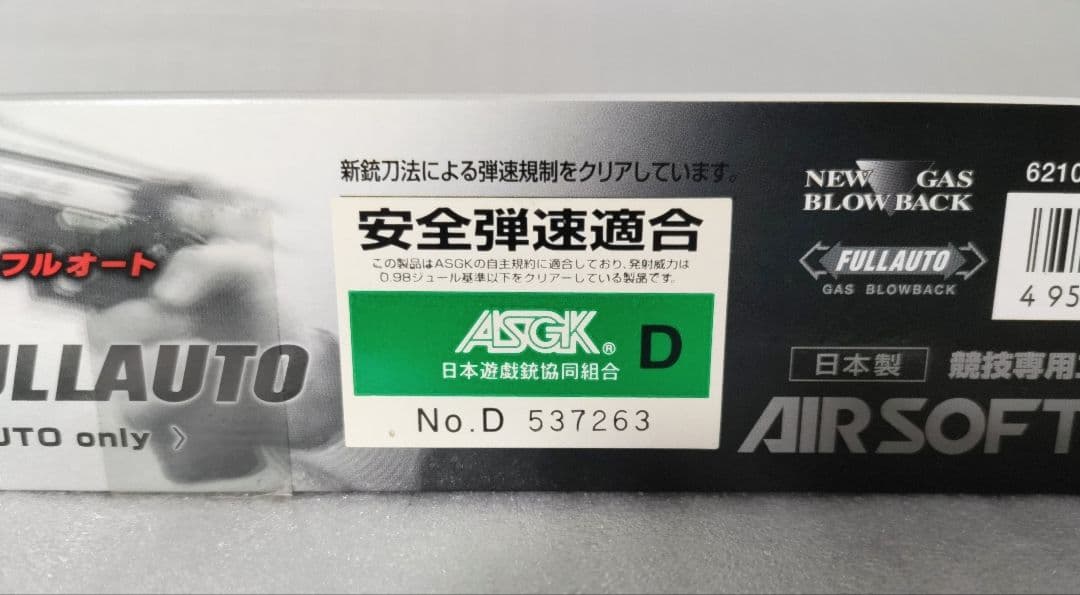 新銃刀法による弾速規制をクリアしています。
安全弾速適合
この製品はASGKの自主規約に適合しており、発射威力は
0.98ジュール基準以下をクリアーしている製品です。
ASGK®
D
日本遊戯銃協同組合
No.D 537263
フルオート
ULLAUTO
UTO only 〉
NEW GAS
BLOW BACK
FULLAUTO
GAS BLOWBACK
6210
4 95
日本製
競技専用
AIRSOFT